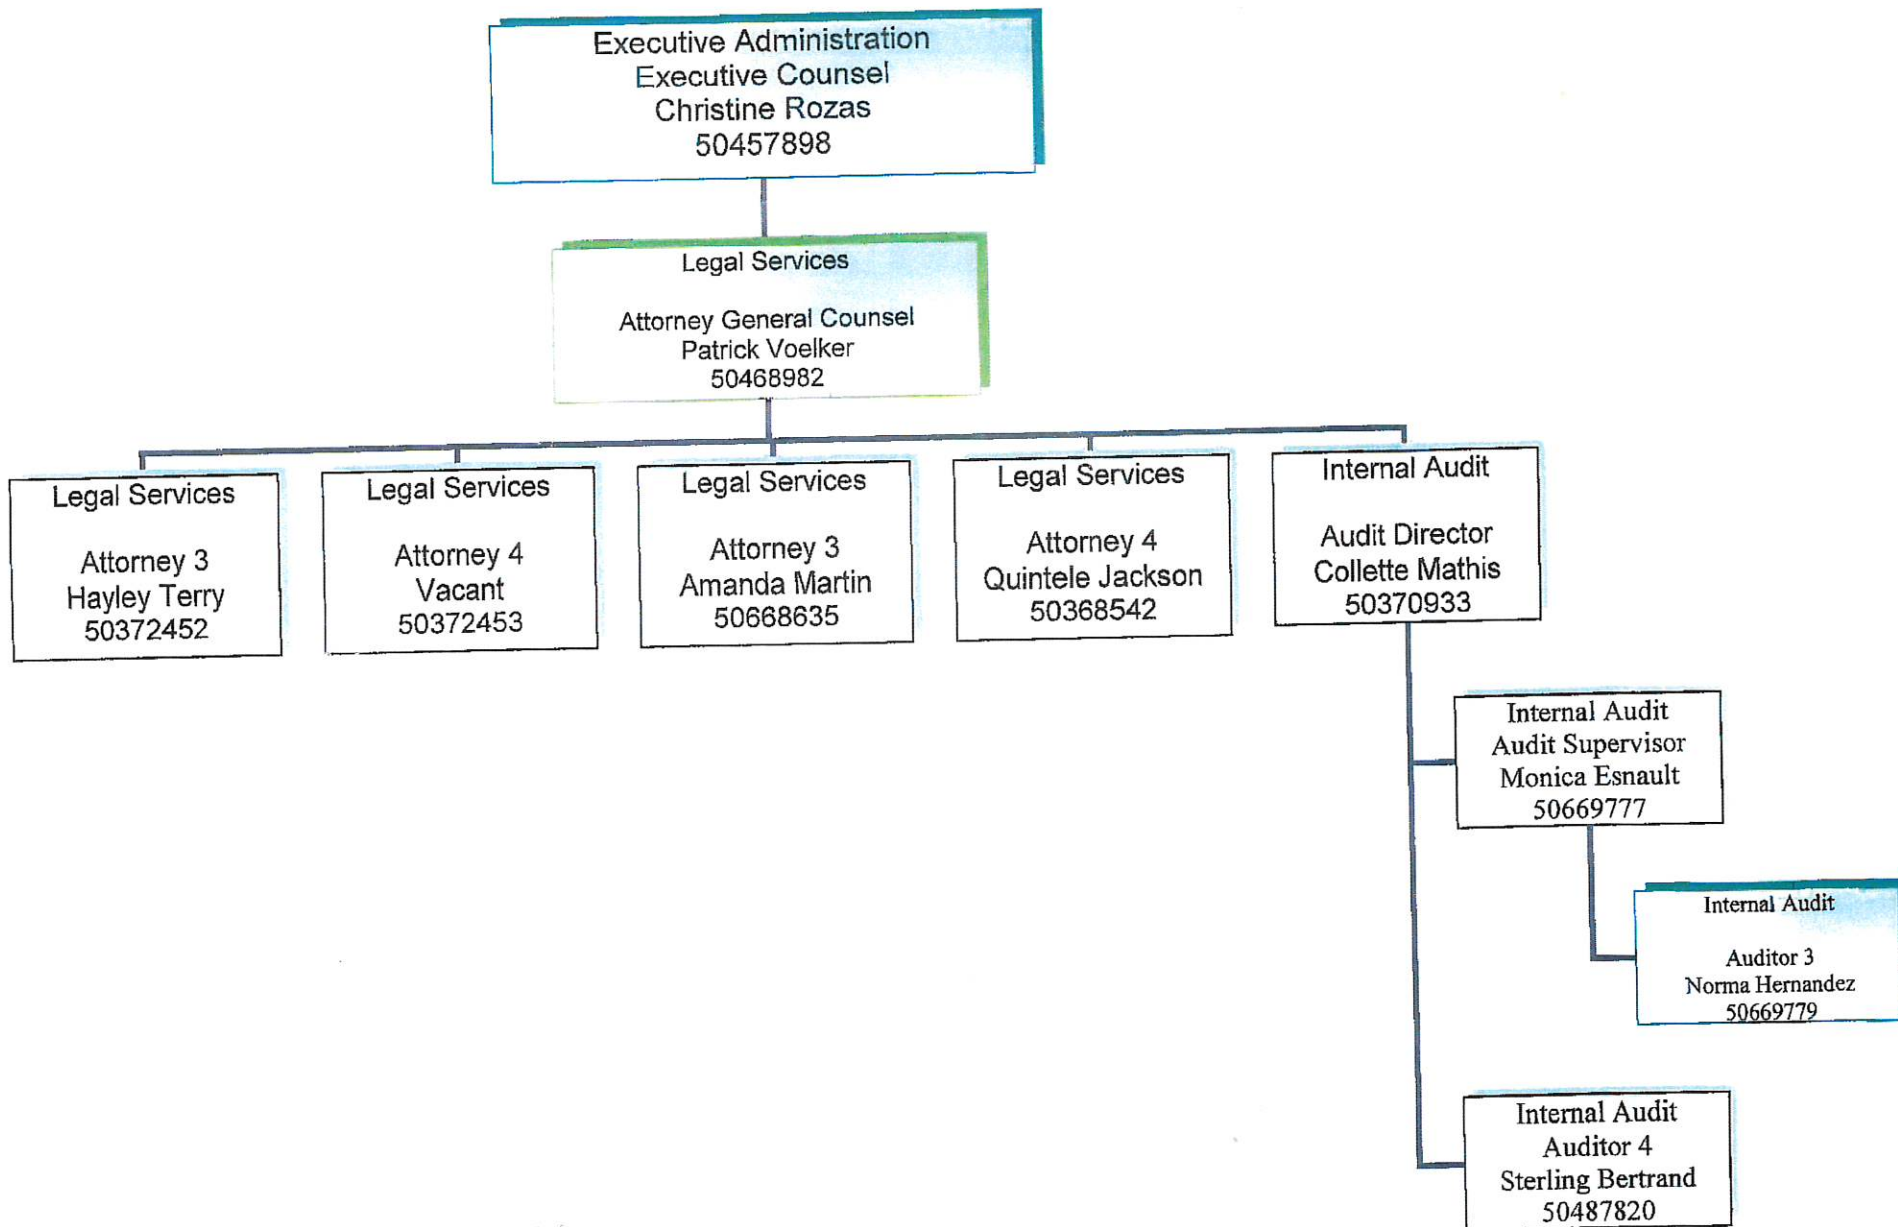 Executive Administration
Executive Counsel
Christine Rozas
50457898
Legal Services
Attorney General Counsel
Patrick Voelker
50468982
Legal Services
Attorney 3
Hayley Terry
50372452
Legal Services
Attorney 4
Vacant
50372453
Legal Services
Attorney 3
Amanda Martin
50668635
Legal Services
Attorney 4
Quintele Jackson
50368542
Internal Audit
Audit Director
Collette Mathis
50370933
Internal Audit
Audit Supervisor
Monica Esnault
50669777
Internal Audit
Auditor 3
Norma Hernandez
50669779
Internal Audit
Auditor 4
Sterling Bertrand
50487820